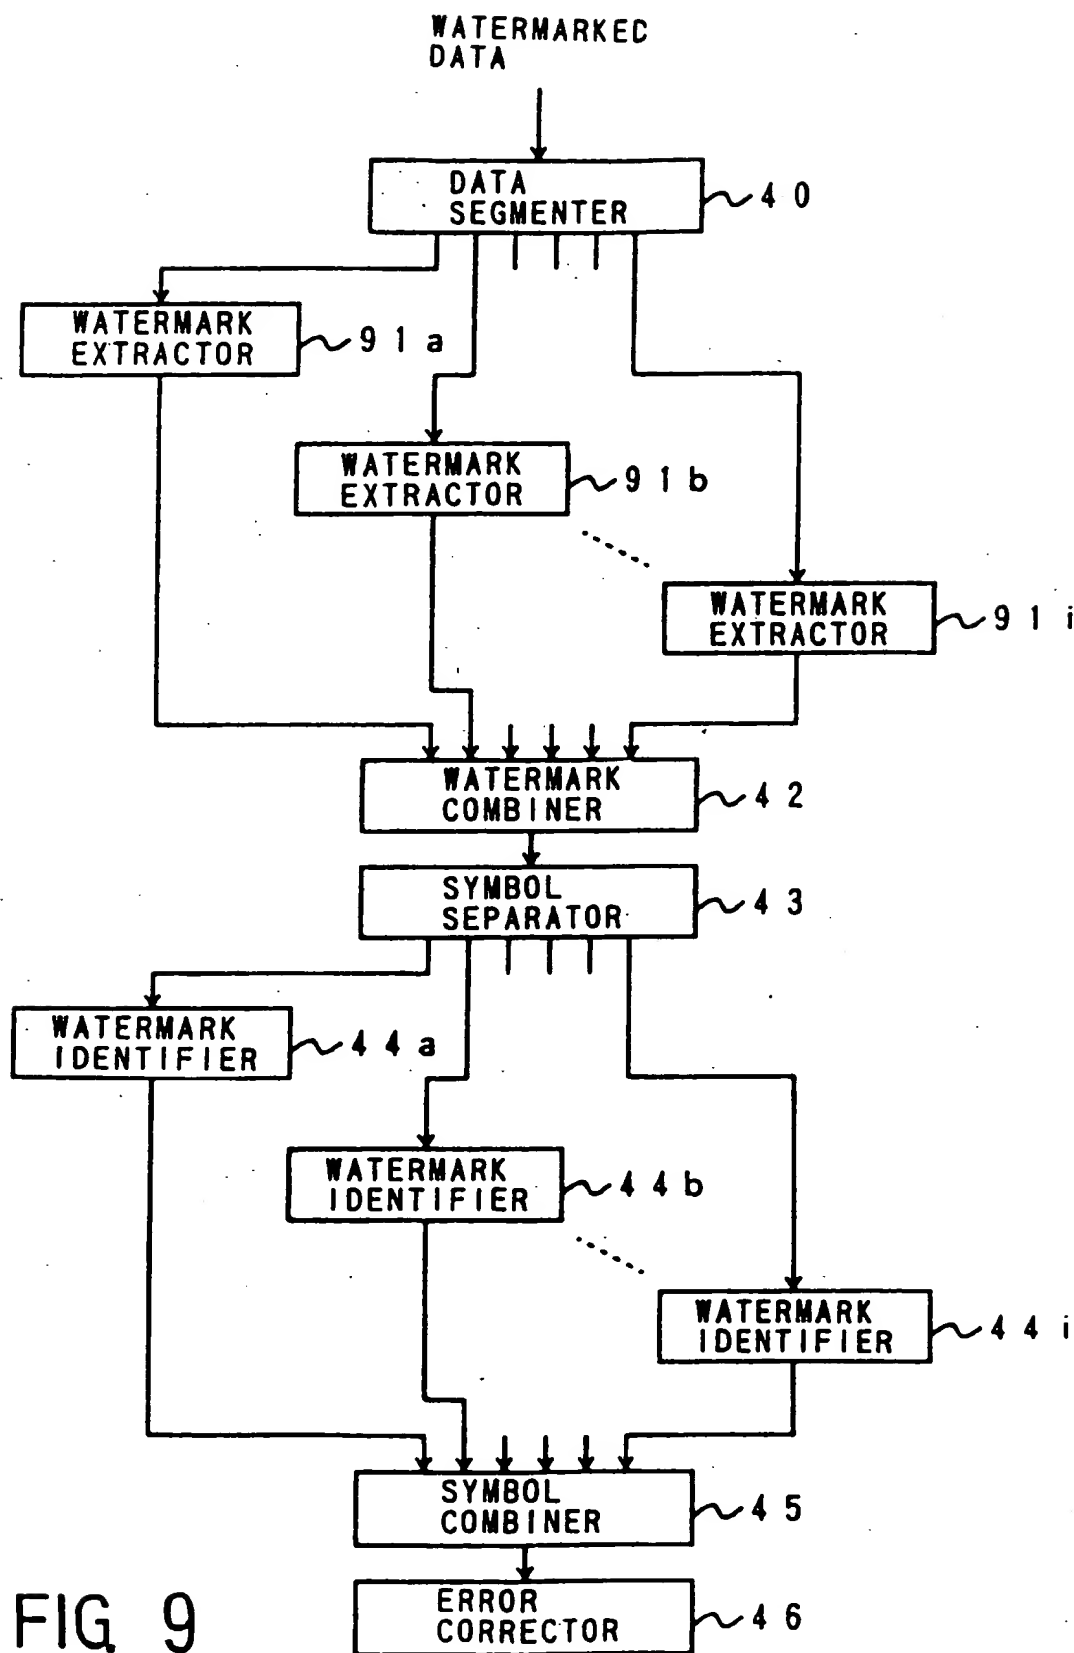 WATERMARKED
DATA
DATA
SEGMENTER
40
WATERMARK
EXTRACTOR
91a
WATERMARK
EXTRACTOR
91b
WATERMARK
EXTRACTOR
91i
WATERMARK
COMBINER
42
SYMBOL
SEPARATOR
43
WATERMARK
IDENTIFIER
44a
WATERMARK
IDENTIFIER
44b
WATERMARK
IDENTIFIER
44i
SYMBOL
COMBINER
45
ERROR
CORRECTOR
46
FIG. 9